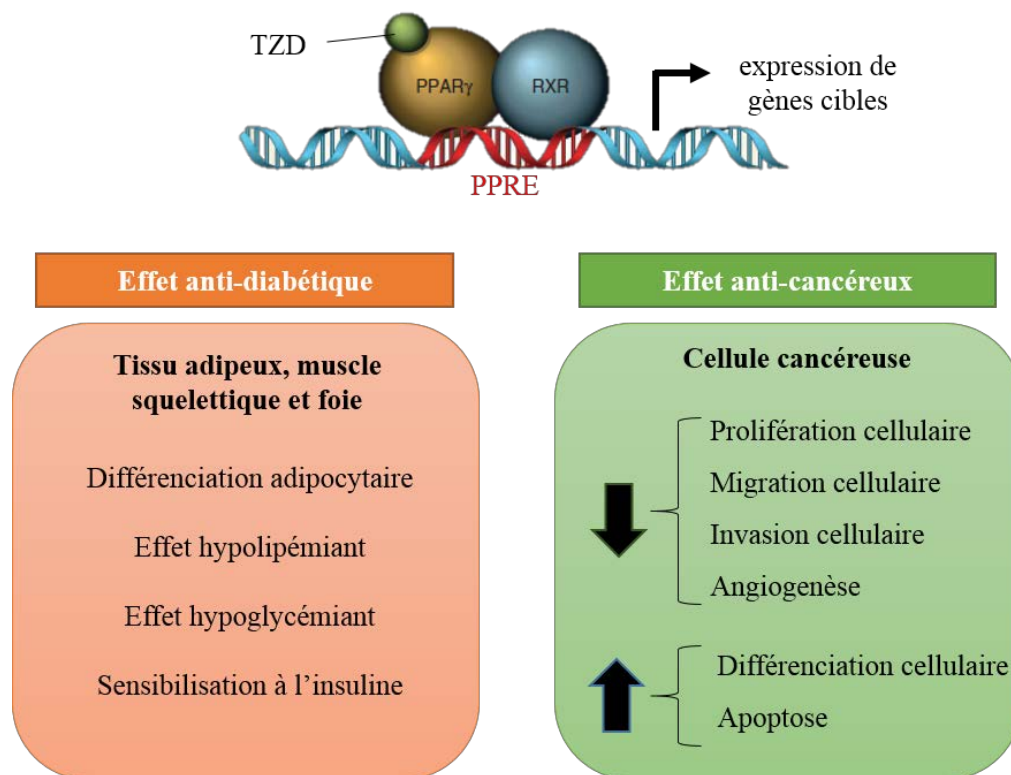 TZD
PPARγ
RXR
expression de
gènes cibles
PPRE
Effet anti-diabétique
Tissu adipeux, muscle
squelettique et foie
Différenciation adipocytaire
Effet hypolipémiant
Effet hypoglycémiant
Sensibilisation à l’insuline
Effet anti-cancéreux
Cellule cancéreuse
Prolifération cellulaire
Migration cellulaire
Invasion cellulaire
Angiogenèse
Différenciation cellulaire
Apoptose